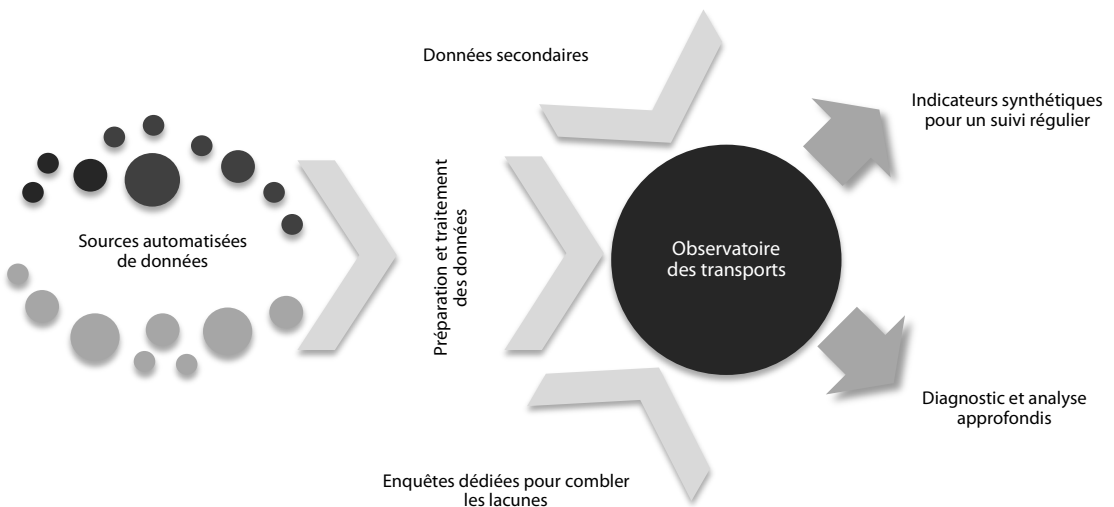 Données secondaires
Indicateurs synthétiques
pour un suivi régulier
Sources automatisées
de données
Préparation et traitement
des données
Observatoire
des transports
Diagnostic et analyse
approfondis
Enquêtes dédiées pour combler
les lacunes